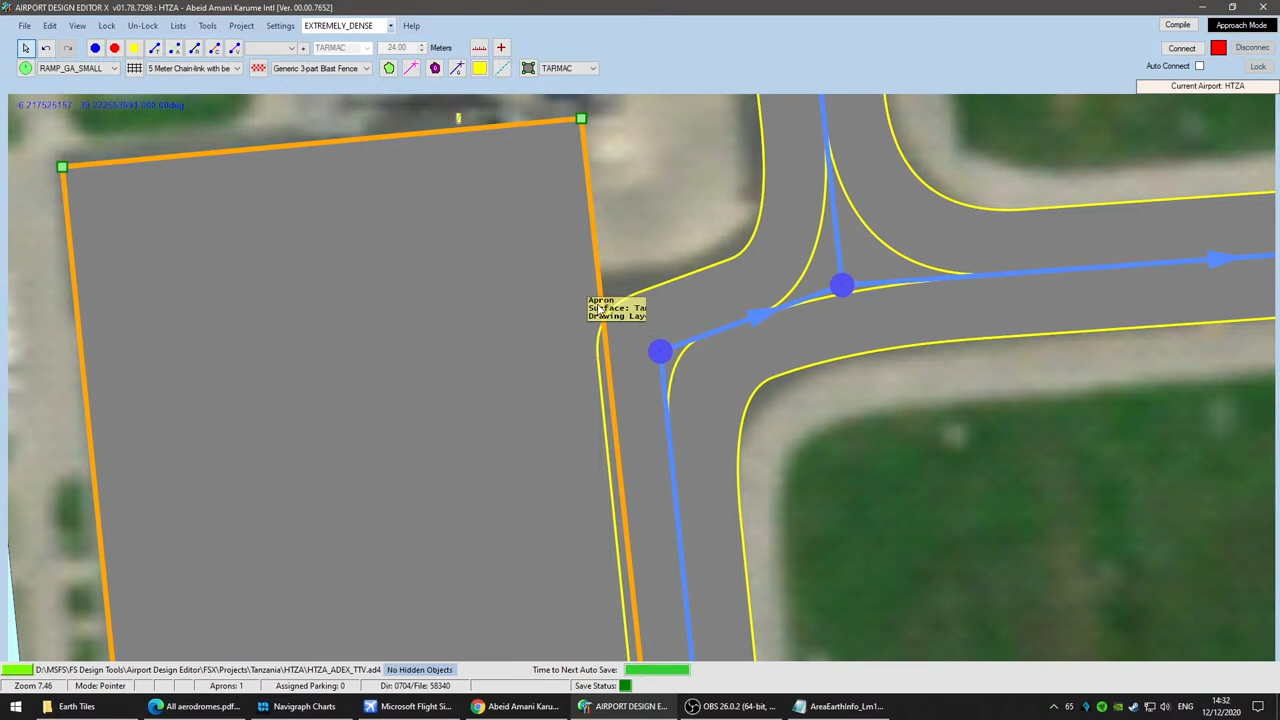 AIRPORT DESIGN EDITOR X v01.78.7298 : HTZA - Abeid Amani Karume Intl [Ver. 00.00.7652]
File Edit View Lock Un-Lock Lists Tools Project Settings EXTREMELY_DENSE Help
Compile Approach Mode
TARMAC 24.00 Meters
Connect Disconnec
Auto Connect Lock
RAMP_GA_SMALL 5 Meter Chain-link with be Generic 3-part Blast Fence TARMAC
Current Airport: HTZA
Apron
Surface: Ta
Drawing Lay
D:\MSFS\FS Design Tools\Airport Design Editor\FSX\Projects\Tanzania\HTZA\HTZA_ADEX_TTV.ad4 No Hidden Objects Time to Next Auto Save:
Zoom 7.46 Mode: Pointer Aprons: 1 Assigned Parking: 0 Dir: 0704/File: 58340 Save Status:
Earth Tiles All aerodromes.pdf... Navigraph Charts Microsoft Flight Si... Abeid Amani Karu... AIRPORT DESIGN E... OBS 26.0.2 (64-bit, ... AreaEarthInfo_Lm1...
65 ENG 14:32
12/12/2020